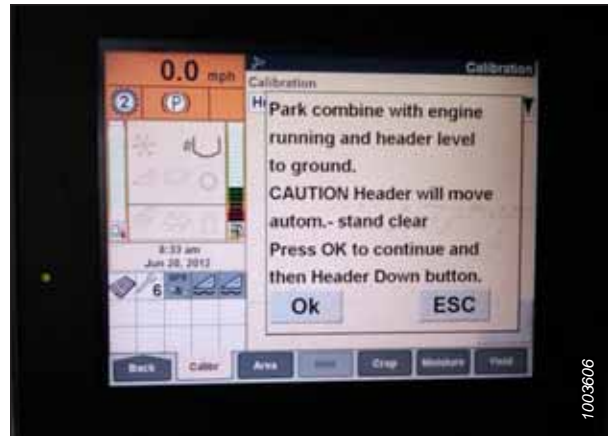 0.0 mph
Calibration
Calibration
2 (P)
Park combine with engine
running and header level
to ground.
CAUTION Header will move
autom.- stand clear
Press OK to continue and
then Header Down button.
Ok ESC
8:33 am
Jun 20, 2012
6
Back Calibr Area Crop Moisture Yield
1003606